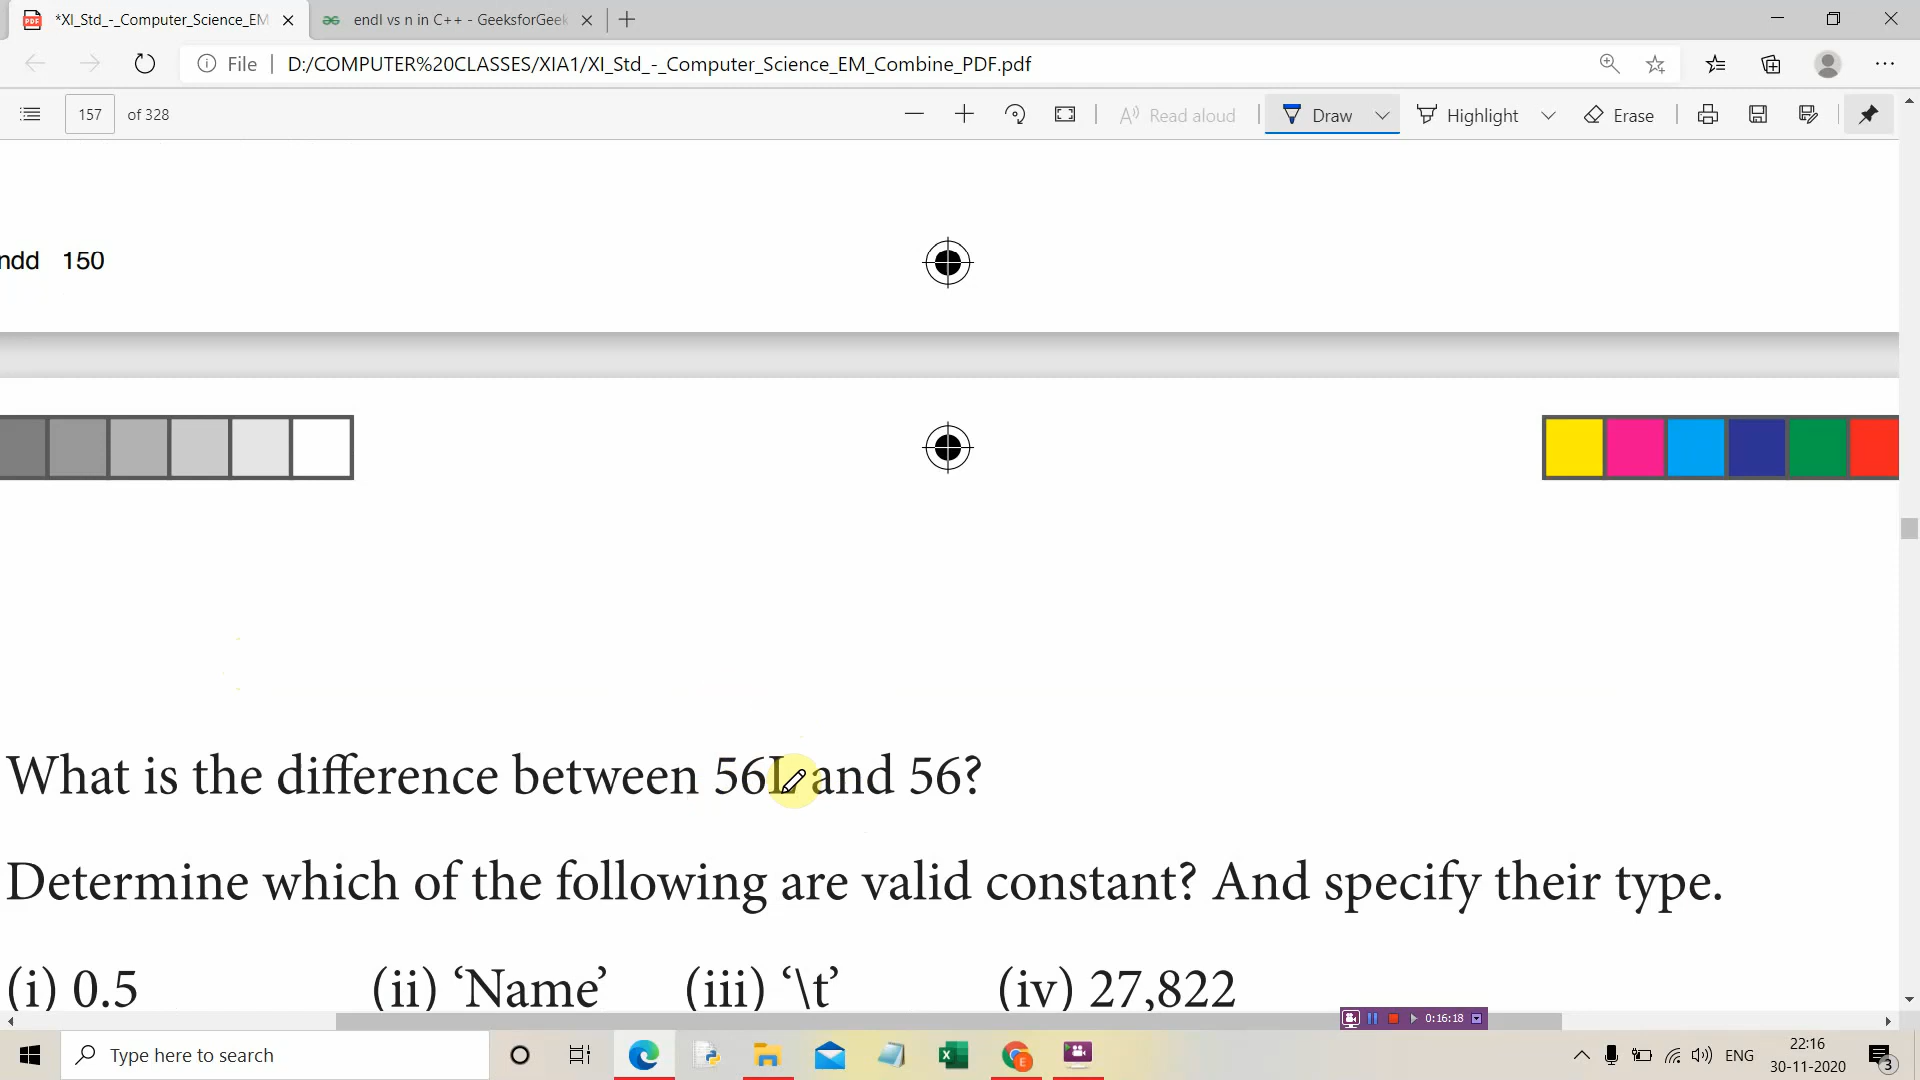 *XI_Std_-_Computer_Science_EM
endl vs n in C++ - GeeksforGeek
File
D:/COMPUTER%20CLASSES/XIA1/XI_Std_-_Computer_Science_EM_Combine_PDF.pdf
157 of 328
Read aloud
Draw
Highlight
Erase
ndd 150
What is the difference between 56L and 56?
Determine which of the following are valid constant? And specify their type.
(i) 0.5 (ii) ‘Name’ (iii) ‘\t’ (iv) 27,822
0:16:18
Type here to search
ENG
22:16
30-11-2020
3